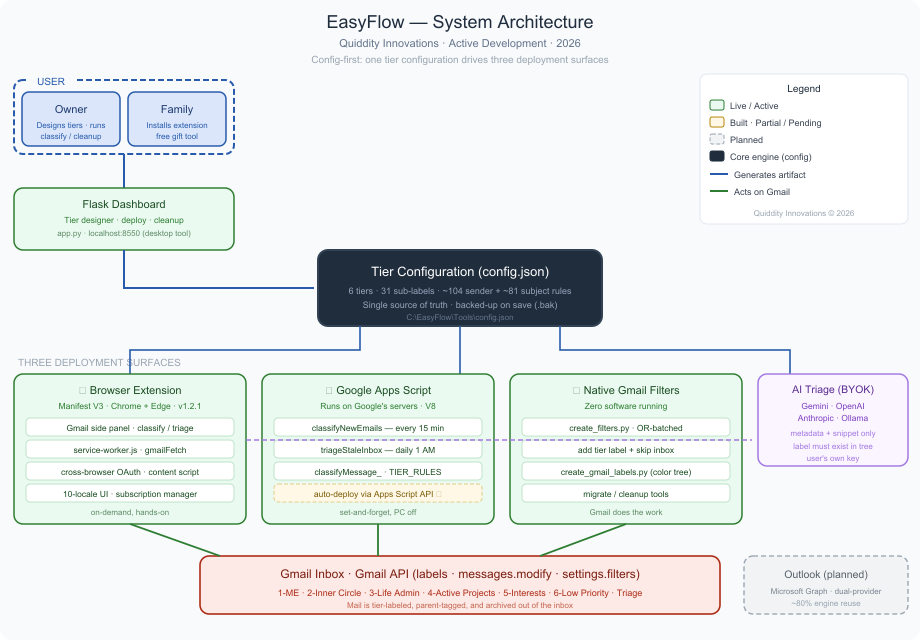 EasyFlow — System Architecture
Quiddity Innovations · Active Development · 2026
Config-first: one tier configuration drives three deployment surfaces
USER
Owner
Designs tiers · runs
classify / cleanup
Family
Installs extension
free gift tool
Legend
Live / Active
Built · Partial / Pending
Planned
Core engine (config)
Generates artifact
Acts on Gmail
Quiddity Innovations © 2026
Flask Dashboard
Tier designer · deploy · cleanup
app.py · localhost:8550 (desktop tool)
Tier Configuration (config.json)
6 tiers · 31 sub-labels · ~104 sender + ~81 subject rules
Single source of truth · backed-up on save (.bak)
C:\EasyFlow\Tools\config.json
THREE DEPLOYMENT SURFACES
Browser Extension
Manifest V3 · Chrome + Edge · v1.2.1
Gmail side panel · classify / triage
service-worker.js · gmailFetch
cross-browser OAuth · content script
10-locale UI · subscription manager
on-demand, hands-on
Google Apps Script
Runs on Google's servers · V8
classifyNewEmails — every 15 min
triageStaleInbox — daily 1 AM
classifyMessage_ · TIER_RULES
auto-deploy via Apps Script API
set-and-forget, PC off
Native Gmail Filters
Zero software running
create_filters.py · OR-batched
add tier label + skip inbox
create_gmail_labels.py (color tree)
migrate / cleanup tools
Gmail does the work
AI Triage (BYOK)
Gemini · OpenAI
Anthropic · Ollama
metadata + snippet only
label must exist in tree
user's own key
Gmail Inbox · Gmail API (labels · messages.modify · settings.filters)
1-ME · 2-Inner Circle · 3-Life Admin · 4-Active Projects · 5-Interests · 6-Low Priority · Triage
Mail is tier-labeled, parent-tagged, and archived out of the inbox
Outlook (planned)
Microsoft Graph · dual-provider
~80% engine reuse